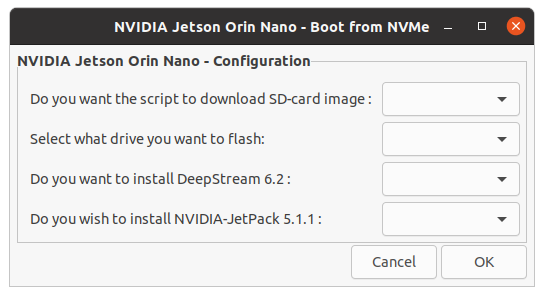 NVIDIA Jetson Orin Nano - Boot from NVMe
NVIDIA Jetson Orin Nano - Configuration
Do you want the script to download SD-card image :
Select what drive you want to flash:
Do you want to install DeepStream 6.2 :
Do you wish to install NVIDIA-JetPack 5.1.1 :
Cancel OK